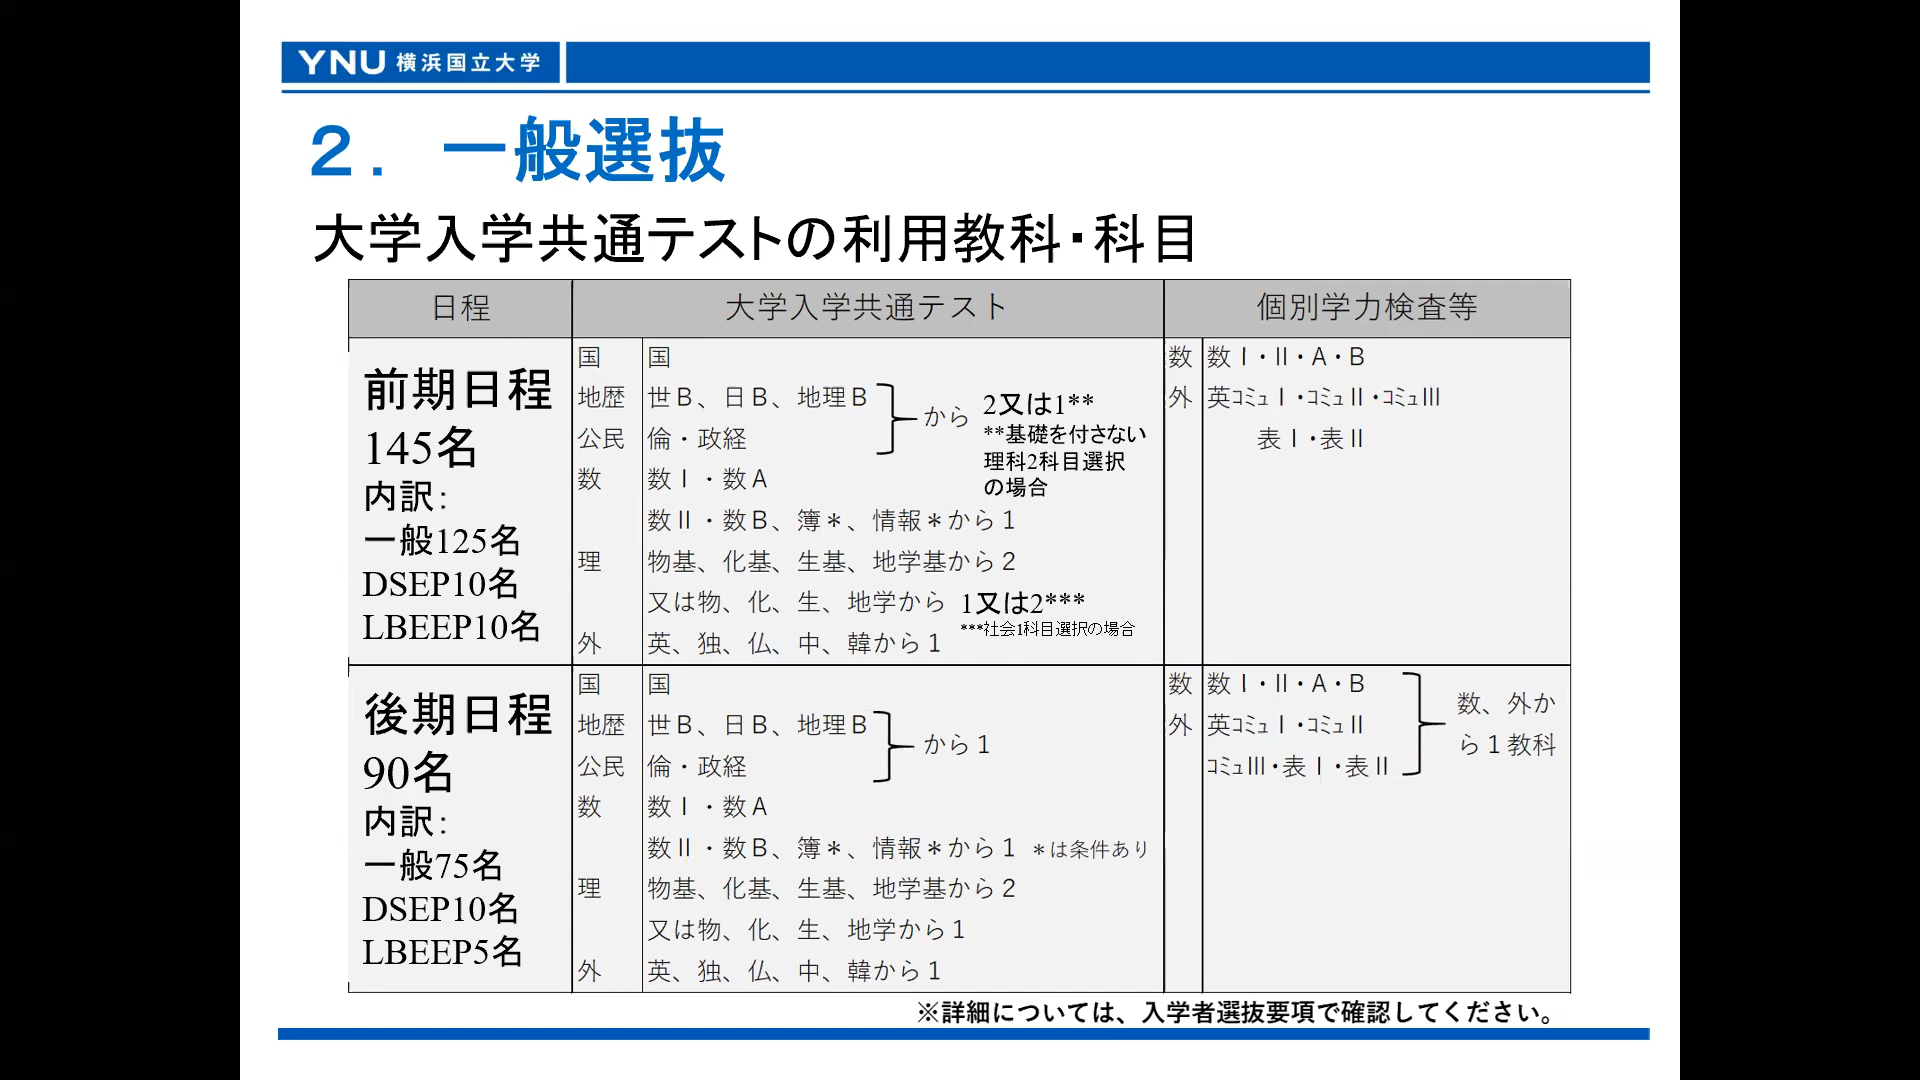 YNU 横浜国立大学
２．一般選抜
大学入学共通テストの利用教科・科目
日程 大学入学共通テスト 個別学力検査等
前期日程
145名
内訳：
一般125名
DSEP10名
LBEEP10名
国 国
地歴 世Ｂ、日Ｂ、地理Ｂ
公民 倫・政経
から 2又は1**
**基礎を付さない
理科2科目選択
の場合
数 数Ⅰ・数Ａ
数Ⅱ・数Ｂ、簿＊、情報＊から１
理 物基、化基、生基、地学基から２
又は物、化、生、地学から 1又は2***
***社会1科目選択の場合
外 英、独、仏、中、韓から１
数 数Ⅰ・Ⅱ・Ａ・Ｂ
外 英ｺﾐｭⅠ・ｺﾐｭⅡ・ｺﾐｭⅢ
表Ⅰ・表Ⅱ
後期日程
90名
内訳：
一般75名
DSEP10名
LBEEP5名
国 国
地歴 世Ｂ、日Ｂ、地理Ｂ
公民 倫・政経
から１
数 数Ⅰ・数Ａ
数Ⅱ・数Ｂ、簿＊、情報＊から１ ＊は条件あり
理 物基、化基、生基、地学基から２
又は物、化、生、地学から１
外 英、独、仏、中、韓から１
数 数Ⅰ・Ⅱ・Ａ・Ｂ
外 英ｺﾐｭⅠ・ｺﾐｭⅡ
ｺﾐｭⅢ・表Ⅰ・表Ⅱ
数、外か
ら１教科
※詳細については、入学者選抜要項で確認してください。